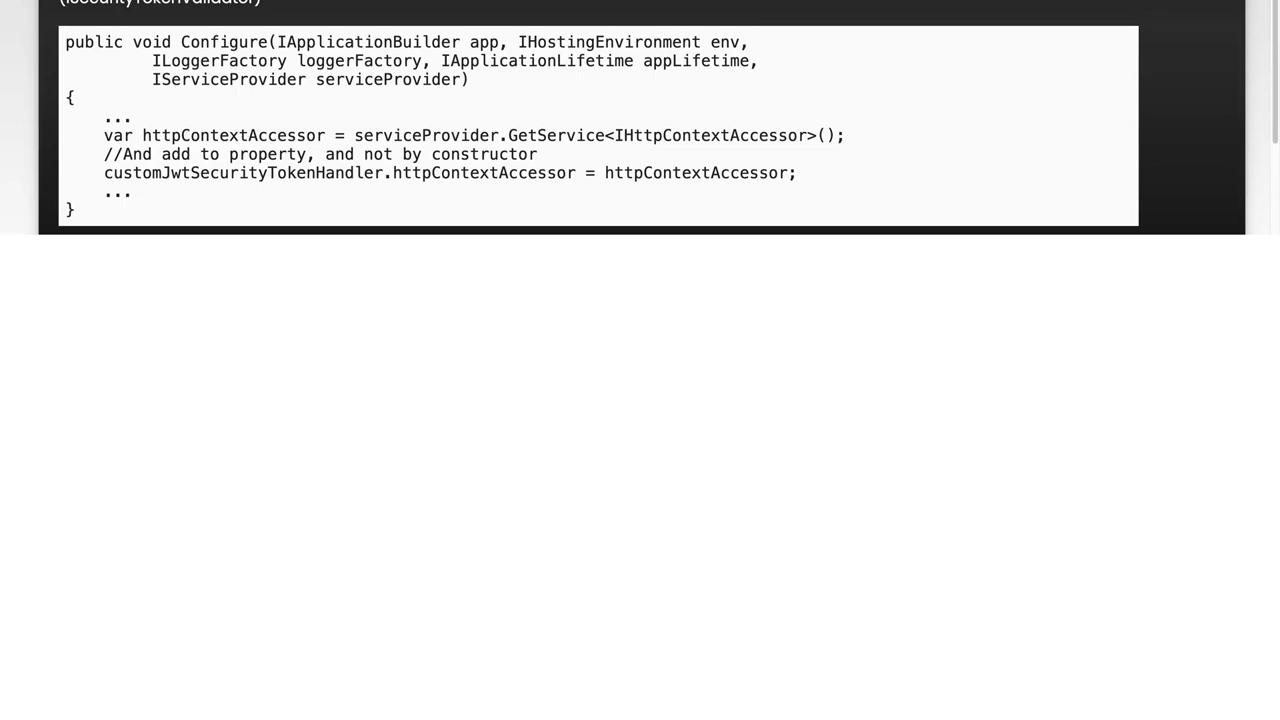 (ISecurityTokenValidator)
public void Configure(IApplicationBuilder app, IHostingEnvironment env,
         ILoggerFactory loggerFactory, IApplicationLifetime appLifetime,
         IServiceProvider serviceProvider)
{
    ...
    var httpContextAccessor = serviceProvider.GetService<IHttpContextAccessor>();
    //And add to property, and not by constructor
    customJwtSecurityTokenHandler.httpContextAccessor = httpContextAccessor;
    ...
}